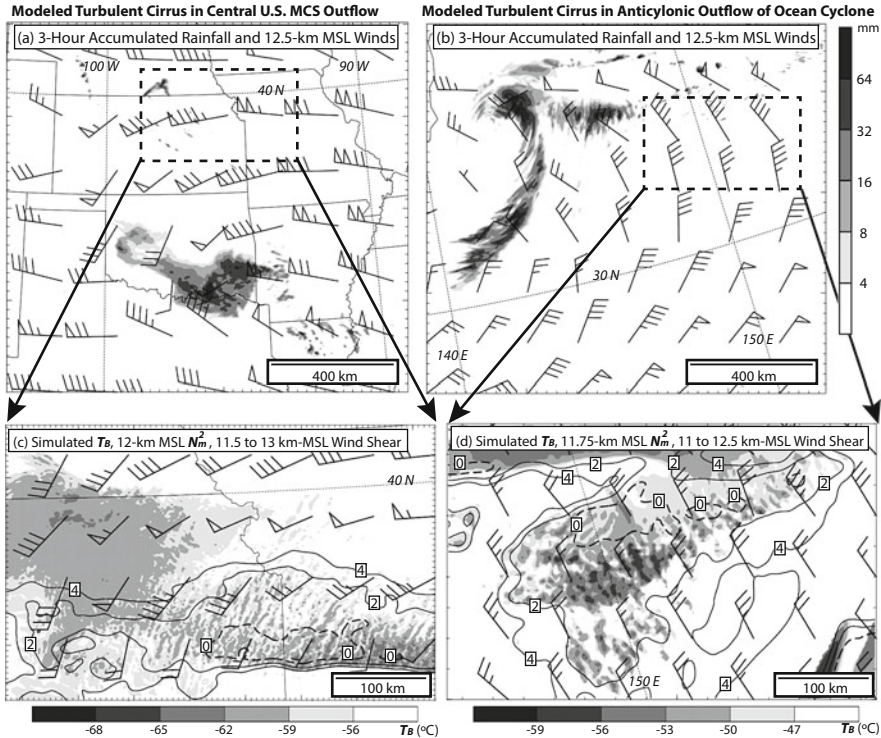 Modeled Turbulent Cirrus in Central U.S. MCS Outflow
Modeled Turbulent Cirrus in Anticylonic Outflow of Ocean Cyclone
(a) 3-Hour Accumulated Rainfall and 12.5-km MSL Winds
100 W
90 W
40 N
400 km
(b) 3-Hour Accumulated Rainfall and 12.5-km MSL Winds
30 N
140 E
150 E
400 km
mm
64
32
16
8
4
(c) Simulated TB, 12-km MSL N²m, 11.5 to 13 km-MSL Wind Shear
40 N
4
4
2
2
0
0
0
100 km
-68
-65
-62
-59
-56
TB (ºC)
(d) Simulated TB, 11.75-km MSL N²m, 11 to 12.5 km-MSL Wind Shear
0
2
2
4
4
2
0
0
0
0
4
2
4
150 E
4
100 km
-59
-56
-53
-50
-47
TB (ºC)